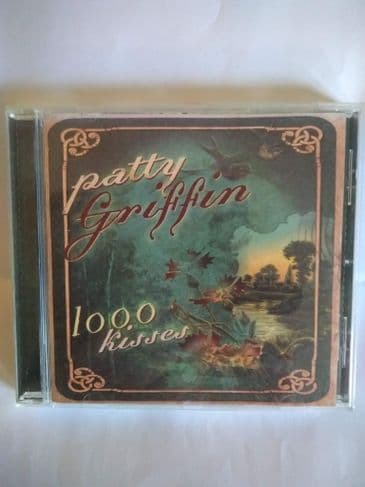 patty
Griffin
1000
kisses